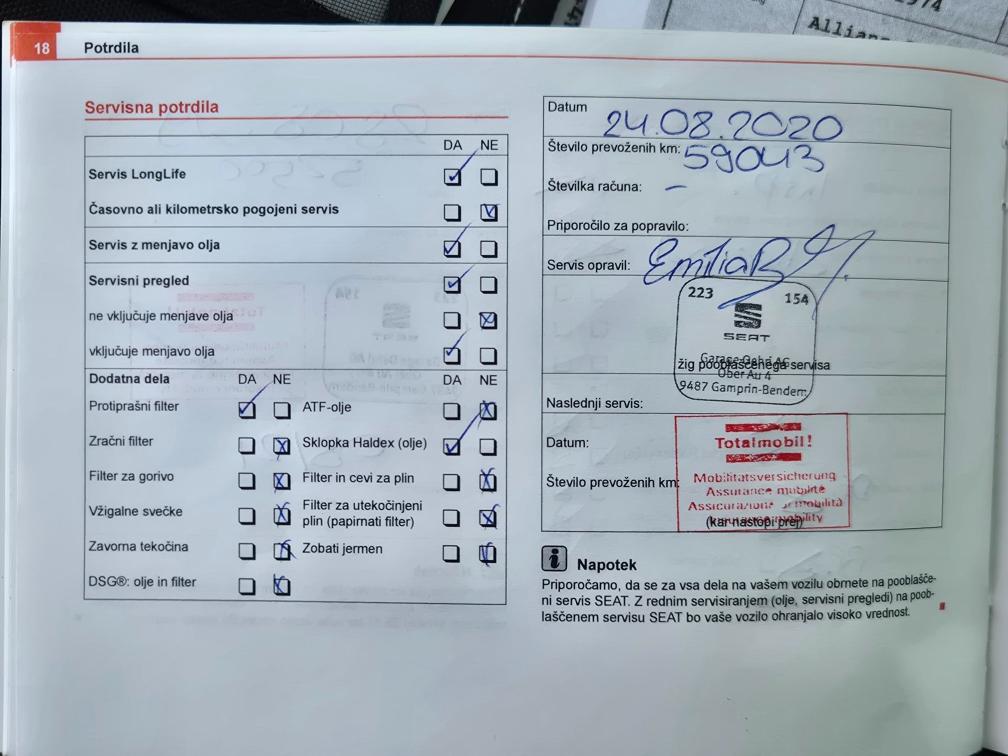 1974
Allian
18 Potrdila
Servisna potrdila
DA NE
Servis LongLife
Časovno ali kilometrsko pogojeni servis
Servis z menjavo olja
Servisni pregled
ne vključuje menjave olja
vključuje menjavo olja
Dodatna dela DA NE DA NE
Protiprašni filter ATF-olje
Zračni filter Sklopka Haldex (olje)
Filter za gorivo Filter in cevi za plin
Vžigalne svečke Filter za utekočinjeni
plin (papirnati filter)
Zavorna tekočina Zobati jermen
DSG®: olje in filter
Datum
24.08.2020
Število prevoženih km: 59043
Številka računa: -
Priporočilo za popravilo:
Servis opravil: Emilia B
223 154
SEAT
Garage
žig pooblaščenega servisa
Ober Au 4
9487 Gamprin-Bendern
Naslednji servis:
Datum:
Totalmobil!
Mobilitätsversicherung
Število prevoženih km:
Assurance mobilité
Assicurazione mobilità
(kar nastopi prej)
Napotek
Priporočamo, da se za vsa dela na vašem vozilu obrnete na pooblašče-
ni servis SEAT. Z rednim servisiranjem (olje, servisni pregledi) na poob-
laščenem servisu SEAT bo vaše vozilo ohranjalo visoko vrednost.